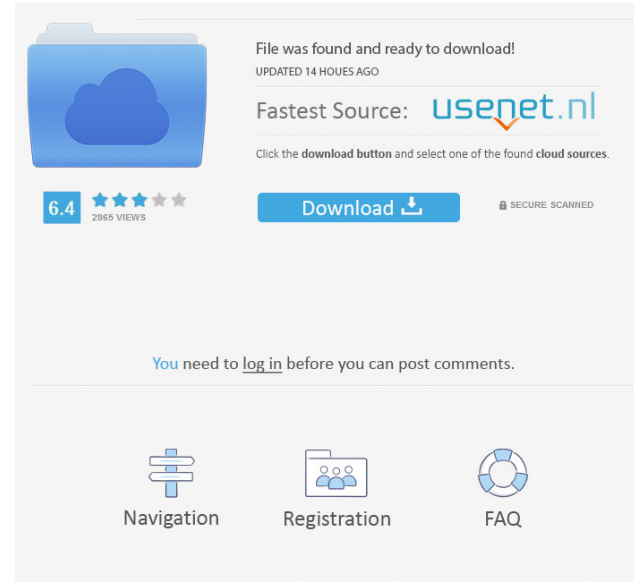 File was found and ready to download!
UPDATED 14 HOUES AGO
Fastest Source: usenet.nl
Click the download button and select one of the found cloud sources.
6.4
2865 VIEWS
Download
SECURE SCANNED
You need to log in before you can post comments.
Navigation
Registration
FAQ